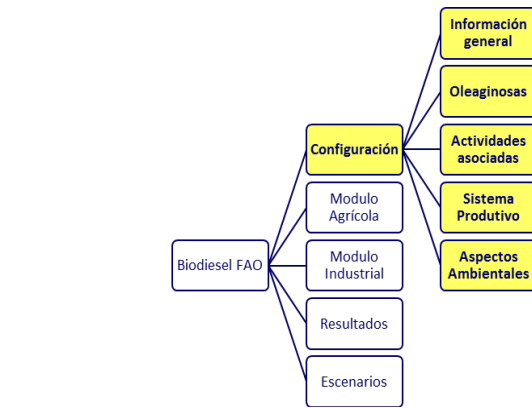 Información
general
Oleaginosas
Configuración
Actividades
asociadas
Modulo
Agrícola
Sistema
Produtivo
Biodiesel FAO
Modulo
Industrial
Aspectos
Ambientales
Resultados
Escenarios